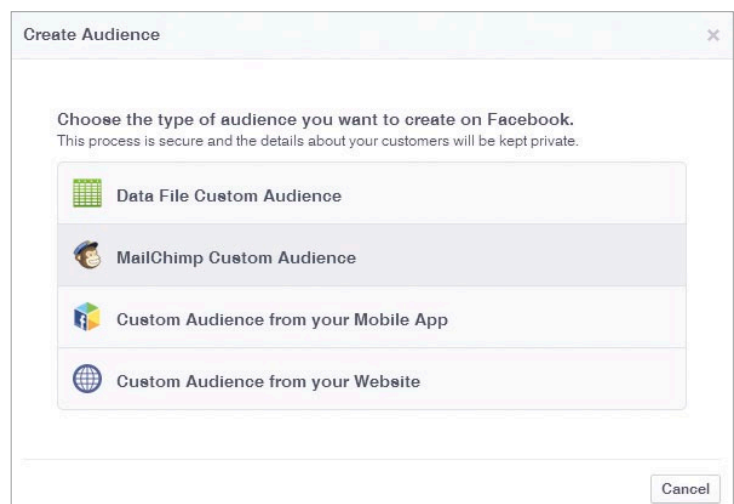 Create Audience
Choose the type of audience you want to create on Facebook.
This process is secure and the details about your customers will be kept private.
Data File Custom Audience
MailChimp Custom Audience
Custom Audience from your Mobile App
Custom Audience from your Website
Cancel